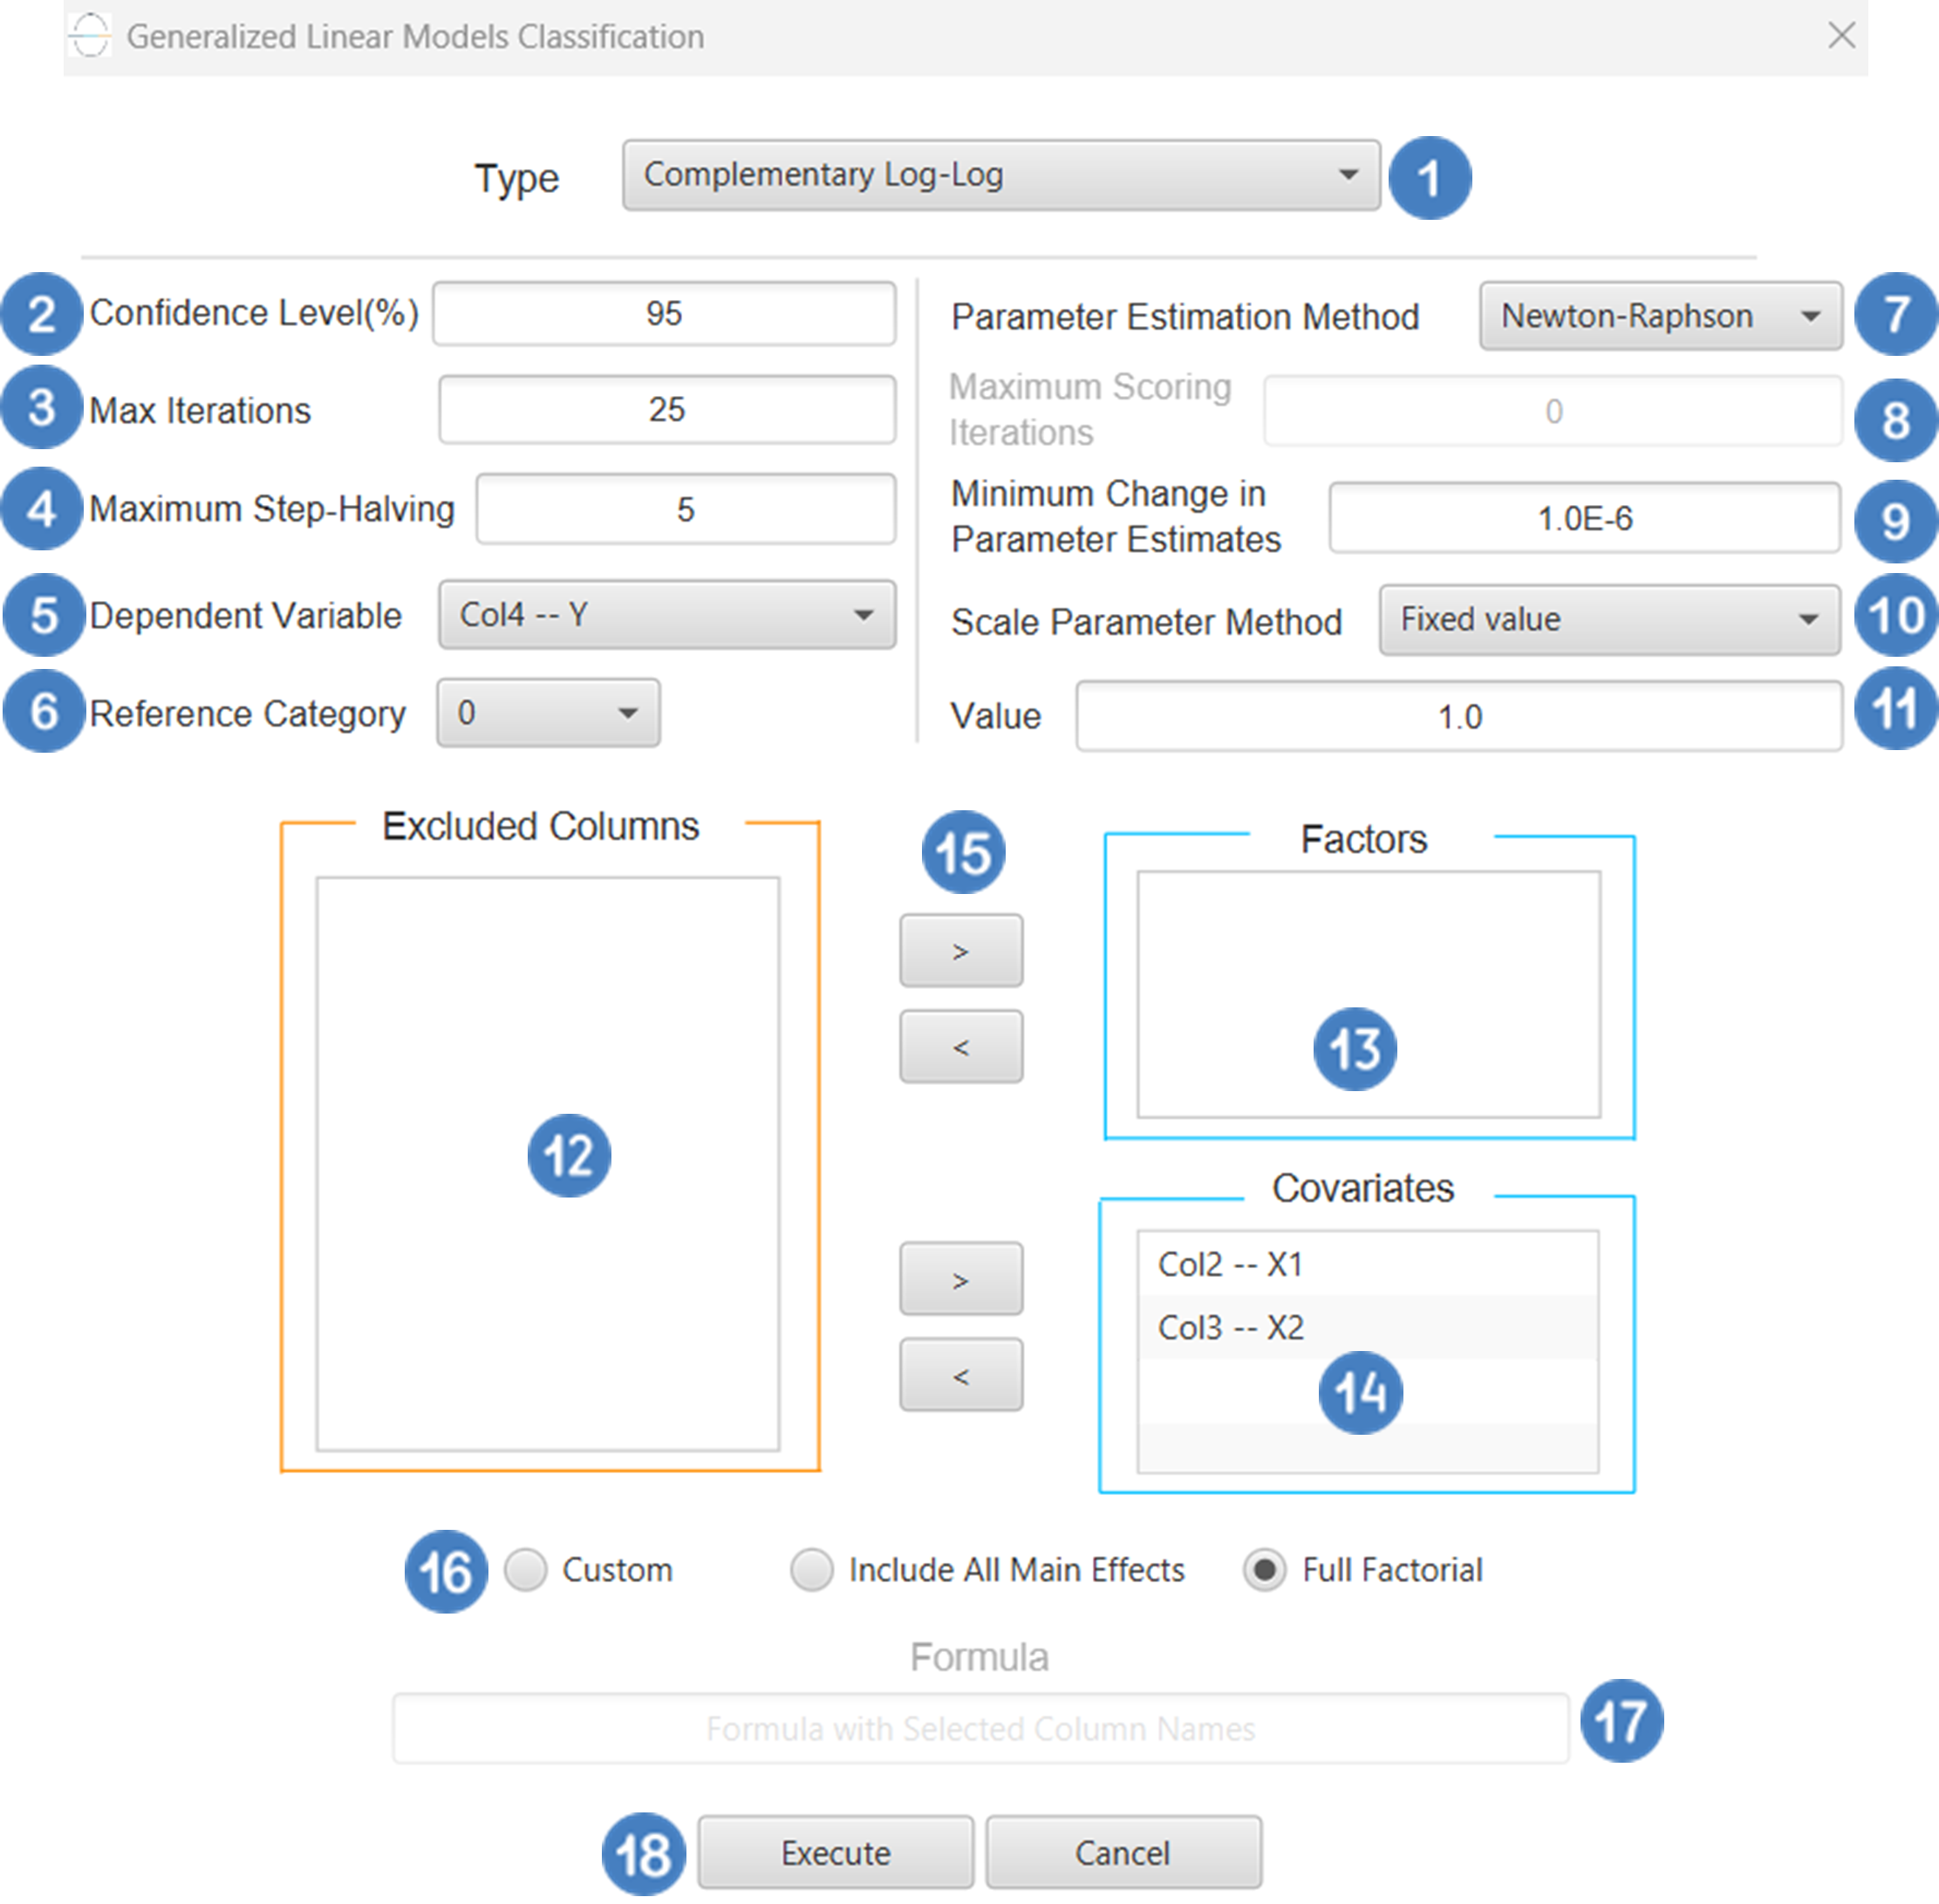 Generalized Linear Models Classification
Type Complementary Log-Log 1
2 Confidence Level(%) 95
Parameter Estimation Method Newton-Raphson 7
3 Max Iterations 25
Maximum Scoring
Iterations 0 8
4 Maximum Step-Halving 5
Minimum Change in
Parameter Estimates 1.0E-6 9
5 Dependent Variable Col4 -- Y
Scale Parameter Method Fixed value 10
6 Reference Category 0
Value 1.0 11
Excluded Columns
12
15
>
<
>
<
Factors
13
Covariates
Col2 -- X1
Col3 -- X2
14
16 Custom Include All Main Effects Full Factorial
Formula
Formula with Selected Column Names 17
18 Execute Cancel